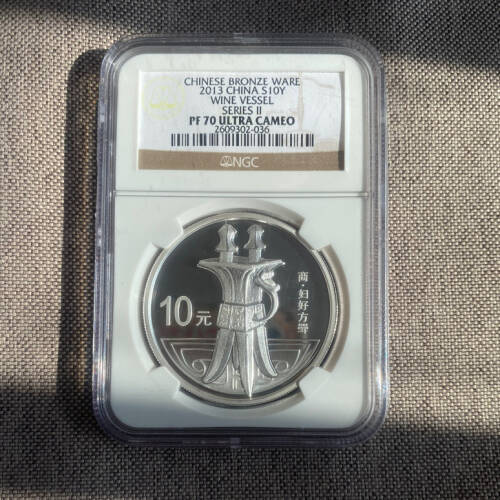 CHINESE BRONZE WARE
2013 CHINA S10Y
WINE VESSEL
SERIES II
PF 70 ULTRA CAMEO
2609302-036
NGC
10元
商·妇好方斝